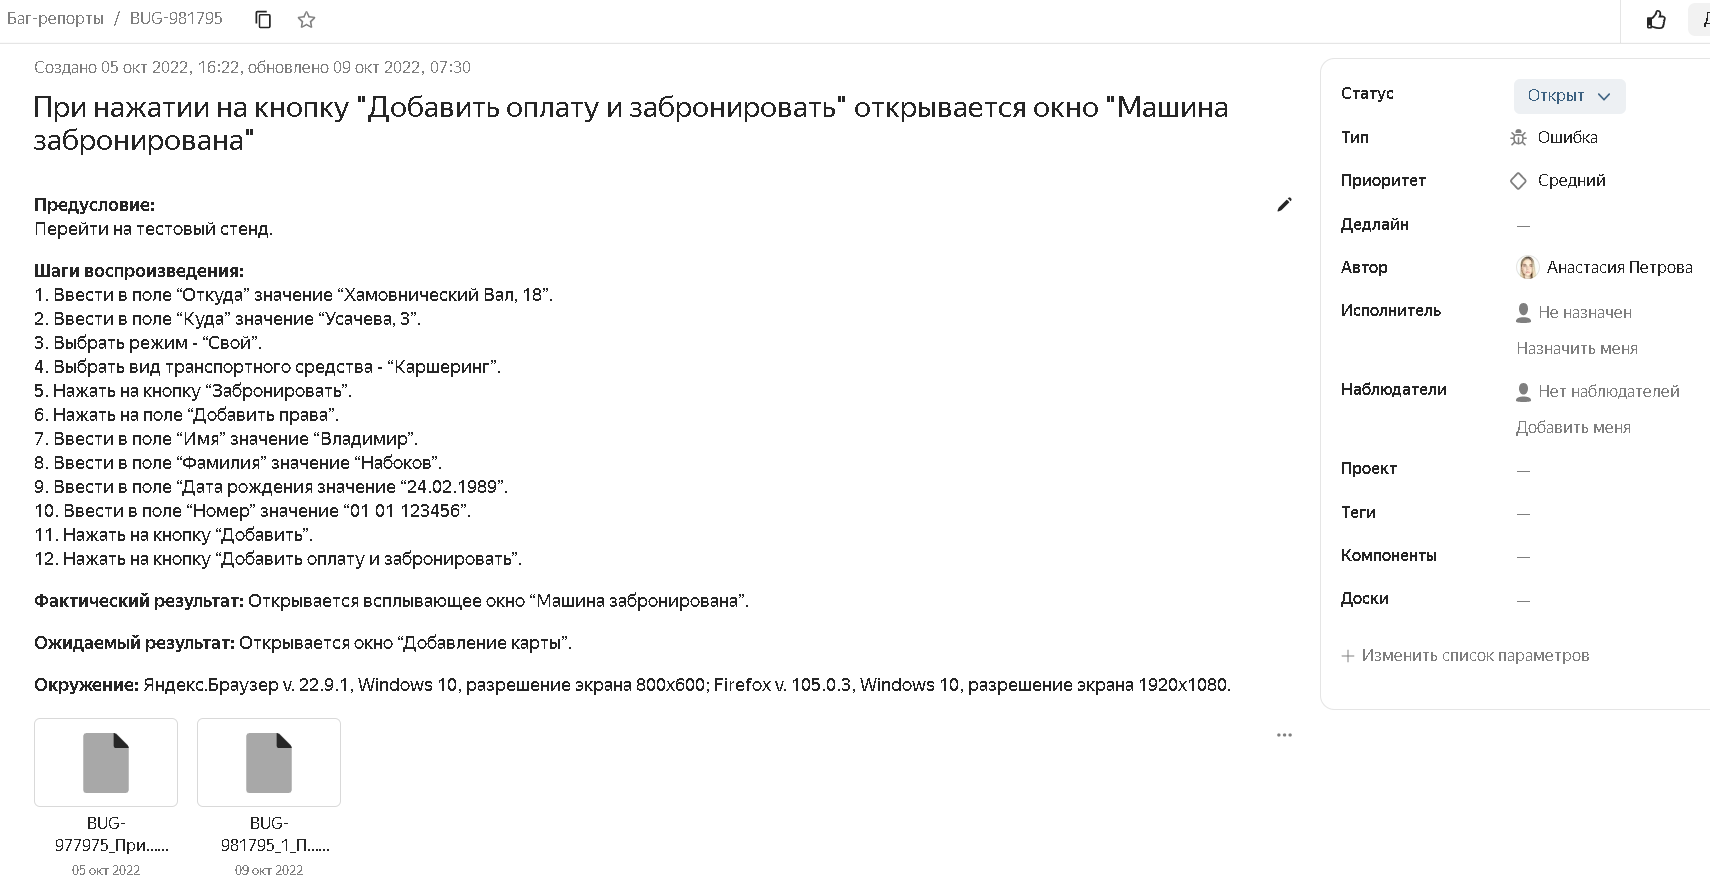 Баг-репорты / BUG-981795
Создано 05 окт 2022, 16:22, обновлено 09 окт 2022, 07:30
При нажатии на кнопку "Добавить оплату и забронировать" открывается окно "Машина
забронирована"
Предусловие:
Перейти на тестовый стенд.
Шаги воспроизведения:
1. Ввести в поле “Откуда” значение “Хамовнический Вал, 18”.
2. Ввести в поле “Куда” значение “Усачева, 3”.
3. Выбрать режим - “Свой”.
4. Выбрать вид транспортного средства - “Каршеринг”.
5. Нажать на кнопку “Забронировать”.
6. Нажать на поле “Добавить права”.
7. Ввести в поле “Имя” значение “Владимир”.
8. Ввести в поле “Фамилия” значение “Набоков”.
9. Ввести в поле “Дата рождения значение “24.02.1989”.
10. Ввести в поле “Номер” значение “01 01 123456”.
11. Нажать на кнопку “Добавить”.
12. Нажать на кнопку “Добавить оплату и забронировать”.
Фактический результат: Открывается всплывающее окно “Машина забронирована”.
Ожидаемый результат: Открывается окно “Добавление карты”.
Окружение: Яндекс.Браузер v. 22.9.1, Windows 10, разрешение экрана 800x600; Firefox v. 105.0.3, Windows 10, разрешение экрана 1920x1080.
BUG-
977975_При......
05 окт 2022
BUG-
981795_1_П......
09 окт 2022
Статус Открыт
Тип Ошибка
Приоритет Средний
Дедлайн —
Автор Анастасия Петрова
Исполнитель Не назначен
Назначить меня
Наблюдатели Нет наблюдателей
Добавить меня
Проект —
Теги —
Компоненты —
Доски —
+ Изменить список параметров